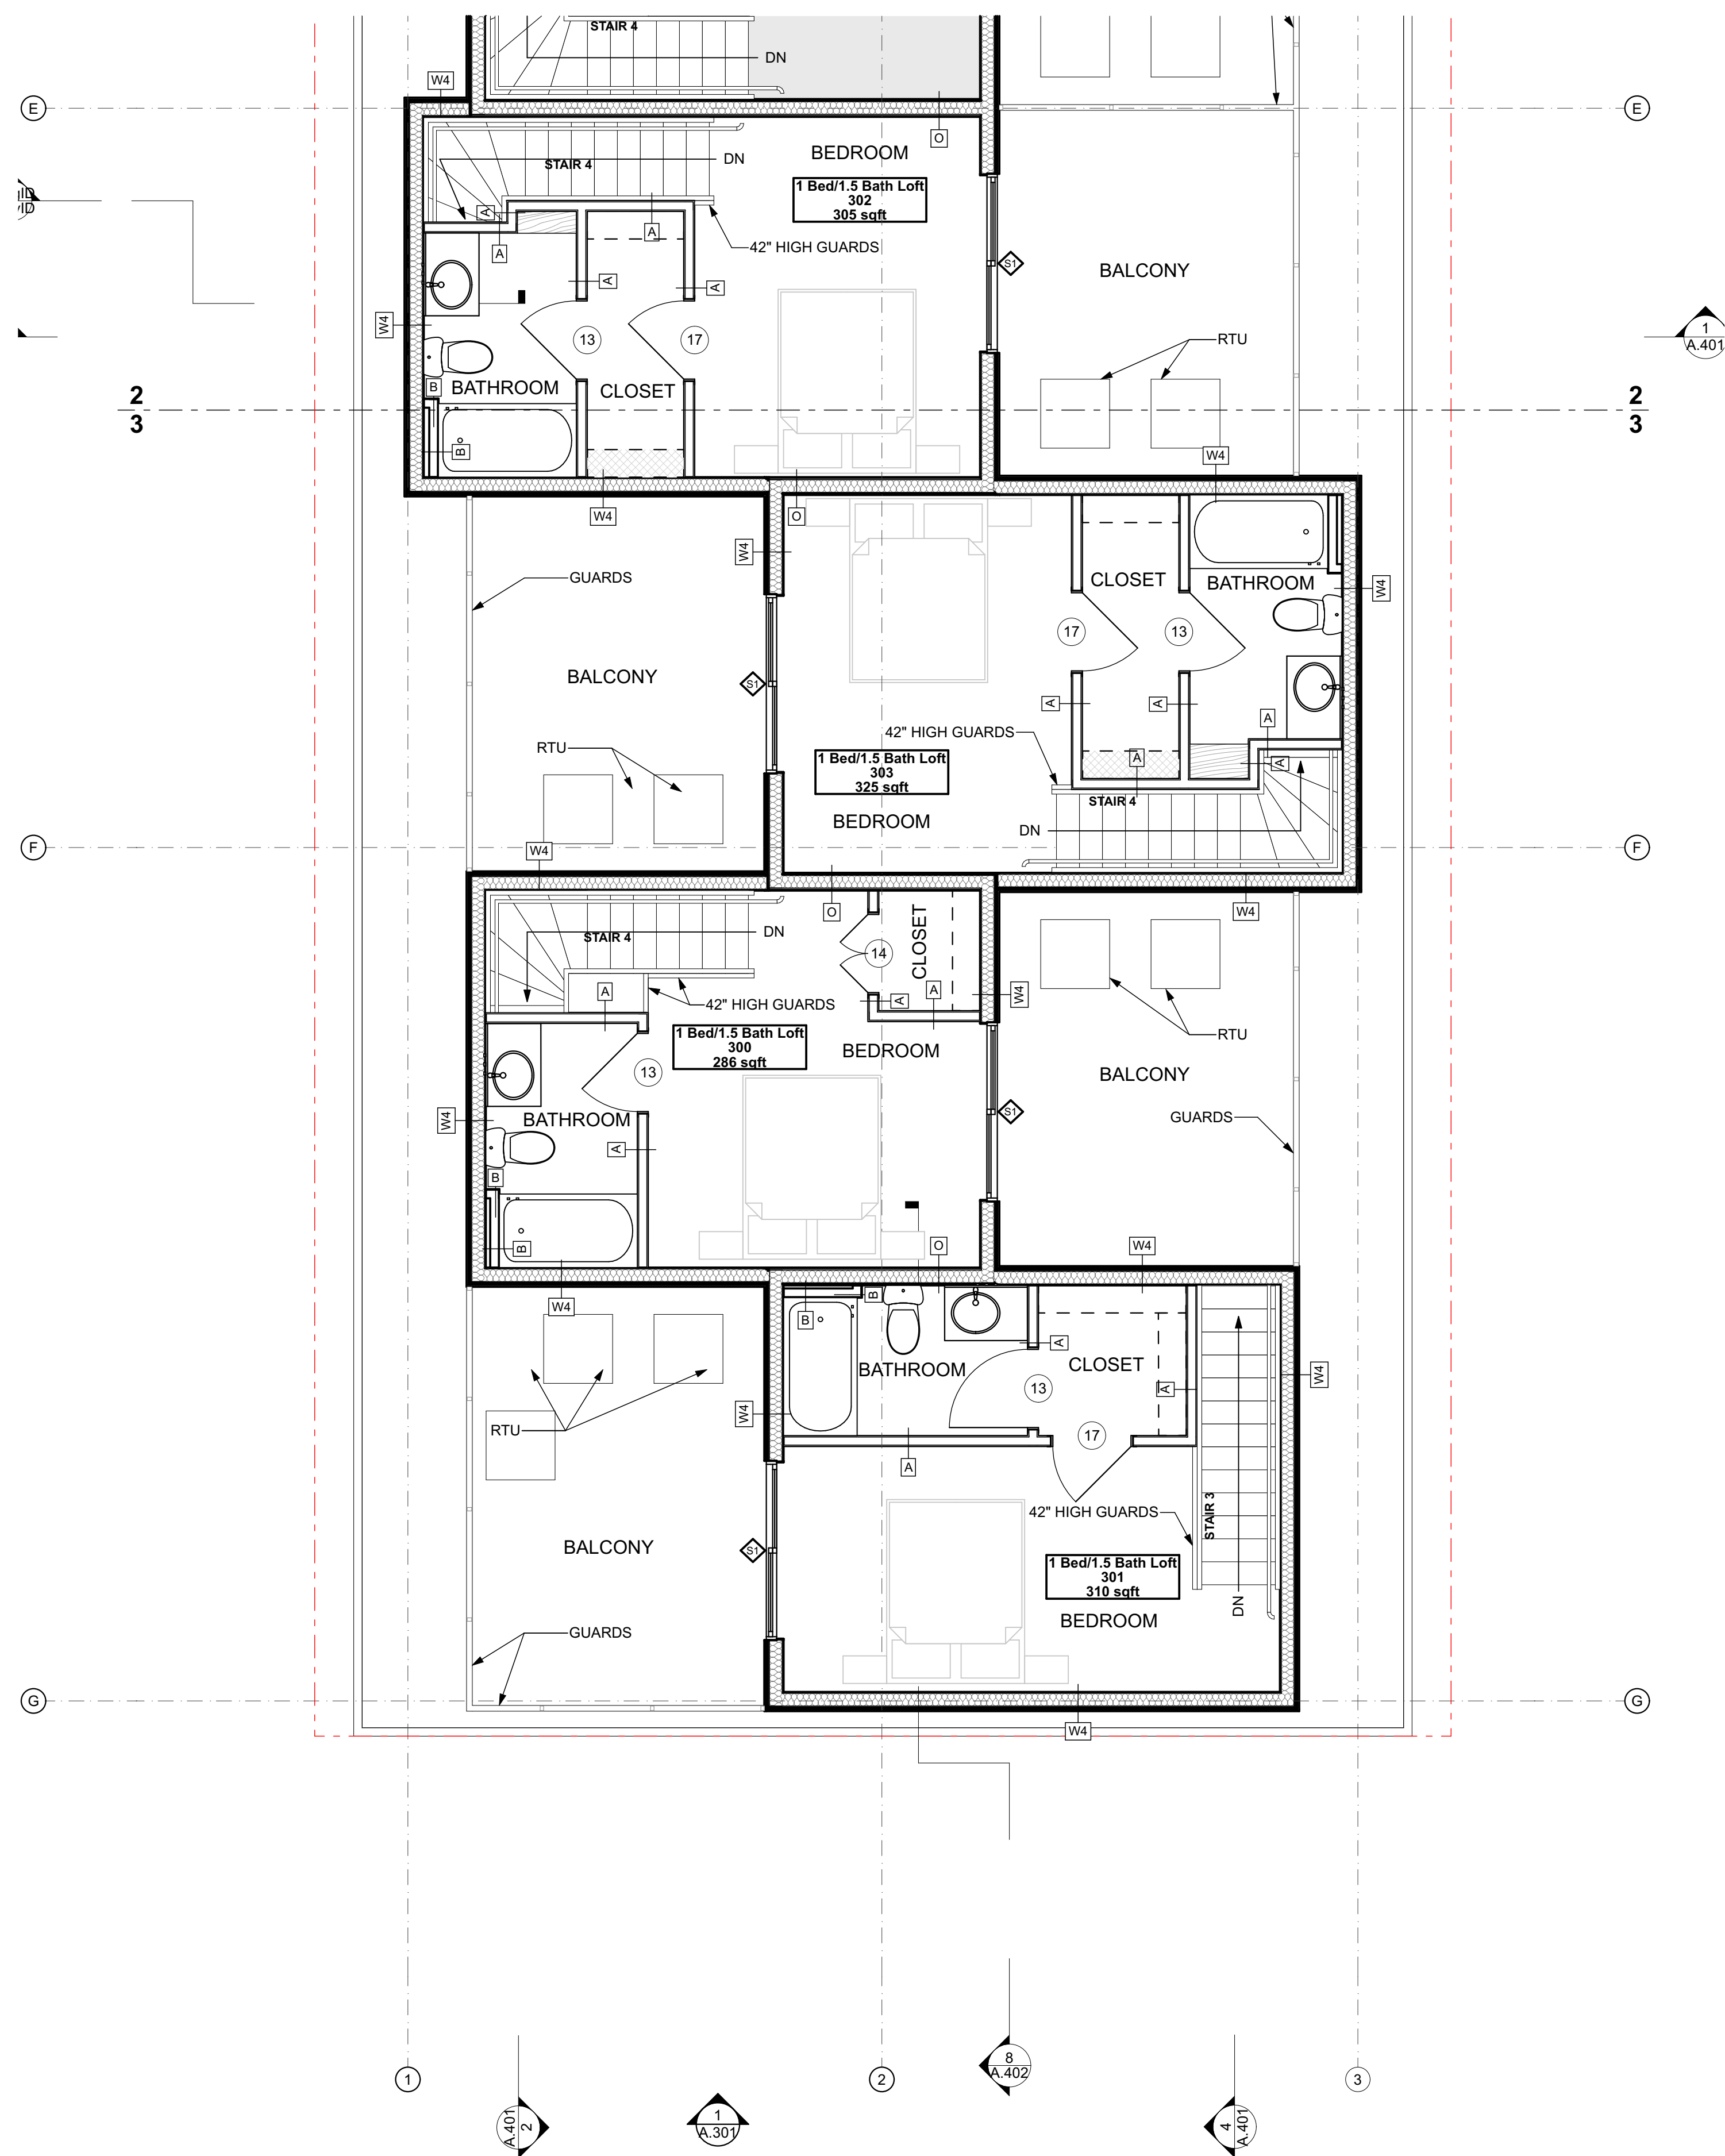 STAIR 4
DN
W4
E
E
O
BEDROOM
DN
STAIR 4
1 Bed/1.5 Bath Loft
302
305 sqft
A
A
A
42" HIGH GUARDS
A
A
S1
BALCONY
W4
13
17
RTU
1
A.401
B
BATHROOM
CLOSET
2
3
2
3
B
W4
W4
O
W4
GUARDS
CLOSET
BATHROOM
W4
17
13
BALCONY
S1
A
A
A
42" HIGH GUARDS
RTU
1 Bed/1.5 Bath Loft
303
325 sqft
A
A
STAIR 4
BEDROOM
DN
F
W4
F
O
W4
CLOSET
DN
STAIR 4
14
A
A
A
W4
42" HIGH GUARDS
1 Bed/1.5 Bath Loft
300
286 sqft
BEDROOM
RTU
13
BALCONY
S1
W4
BATHROOM
GUARDS
A
B
B
O
W4
W4
B
B
A
BATHROOM
CLOSET
W4
13
A
W4
RTU
17
A
42" HIGH GUARDS
STAIR 3
BALCONY
S1
1 Bed/1.5 Bath Loft
301
310 sqft
DN
BEDROOM
GUARDS
G
G
W4
1
2
3
8
A.402
2
A.401
1
A.301
4
A.401